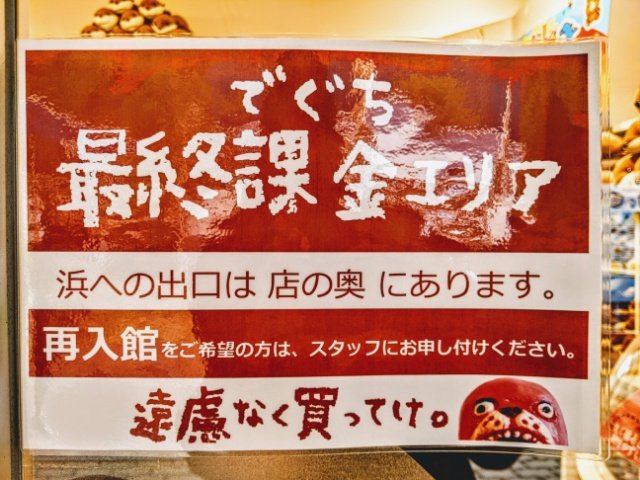 でぐち
最終課金エリア
浜への出口は 店の奥 にあります。
再入館をご希望の方は、スタッフにお申し付けください。
遠慮なく買ってけ。